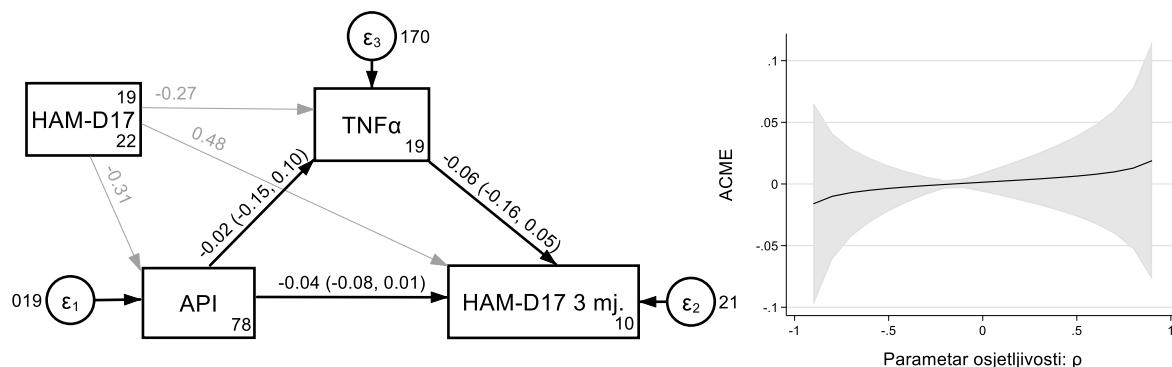 ε3 170
19
HAM-D17
22
-0.27
TNFα
19
0.48
-0.31
-0.02 (-0.15, 0.10)
-0.06 (-0.16, 0.05)
019 ε1
API
78
-0.04 (-0.08, 0.01)
HAM-D17 3 mj.
10
ε2 21
ACME
.1
.05
0
-.05
-.1
-1 -.5 0 .5 1
Parametar osjetljivosti: ρ